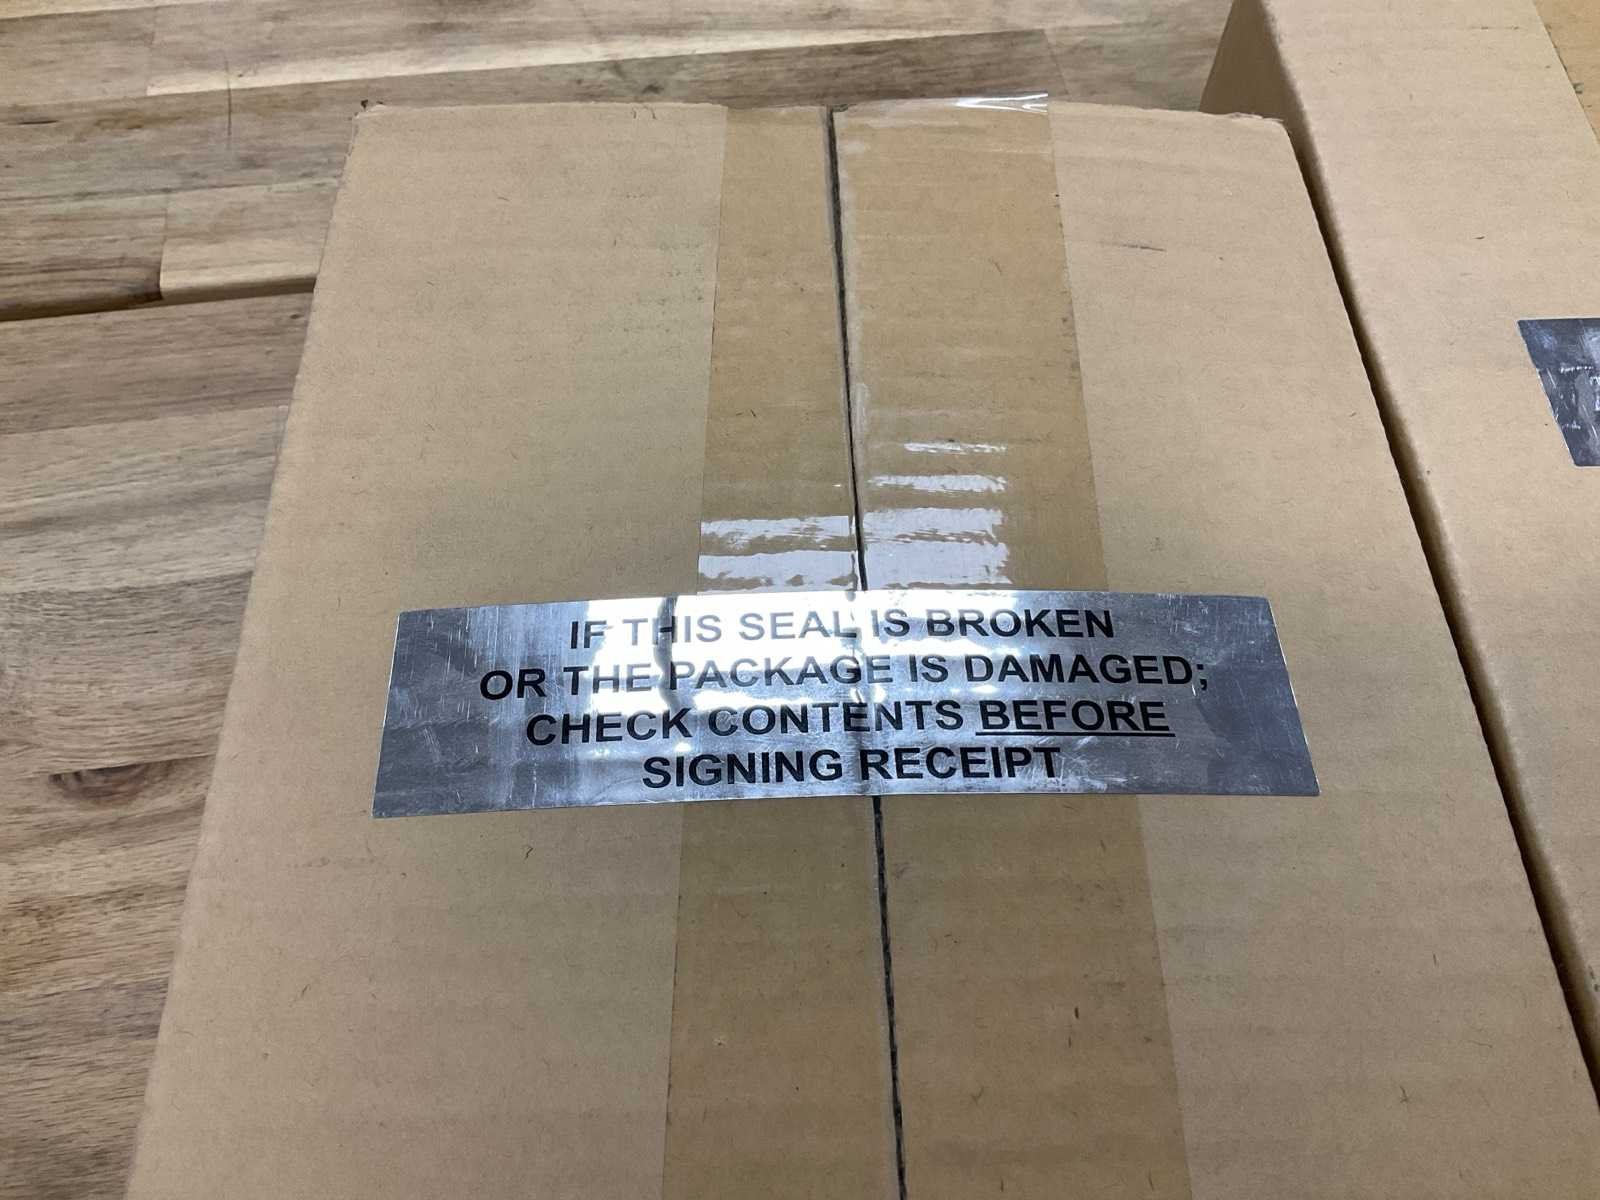 IF THIS SEAL IS BROKEN
OR THE PACKAGE IS DAMAGED;
CHECK CONTENTS BEFORE
SIGNING RECEIPT